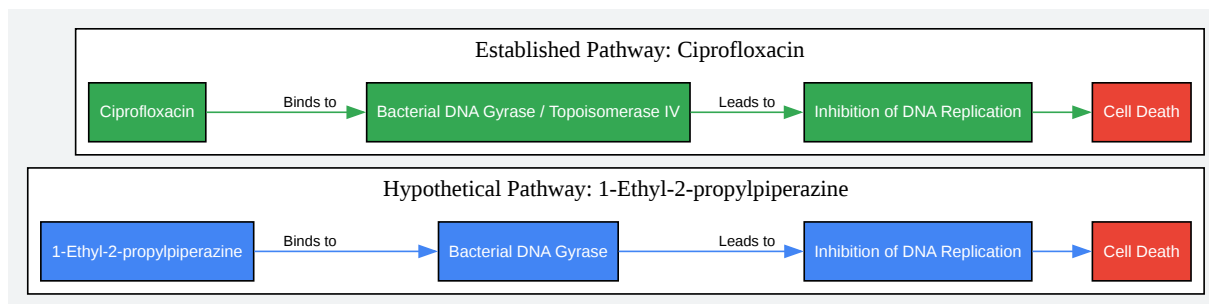 Established Pathway: Ciprofloxacin
Ciprofloxacin
Binds to
Bacterial DNA Gyrase / Topoisomerase IV
Leads to
Inhibition of DNA Replication
Cell Death
Hypothetical Pathway: 1-Ethyl-2-propylpiperazine
1-Ethyl-2-propylpiperazine
Binds to
Bacterial DNA Gyrase
Leads to
Inhibition of DNA Replication
Cell Death